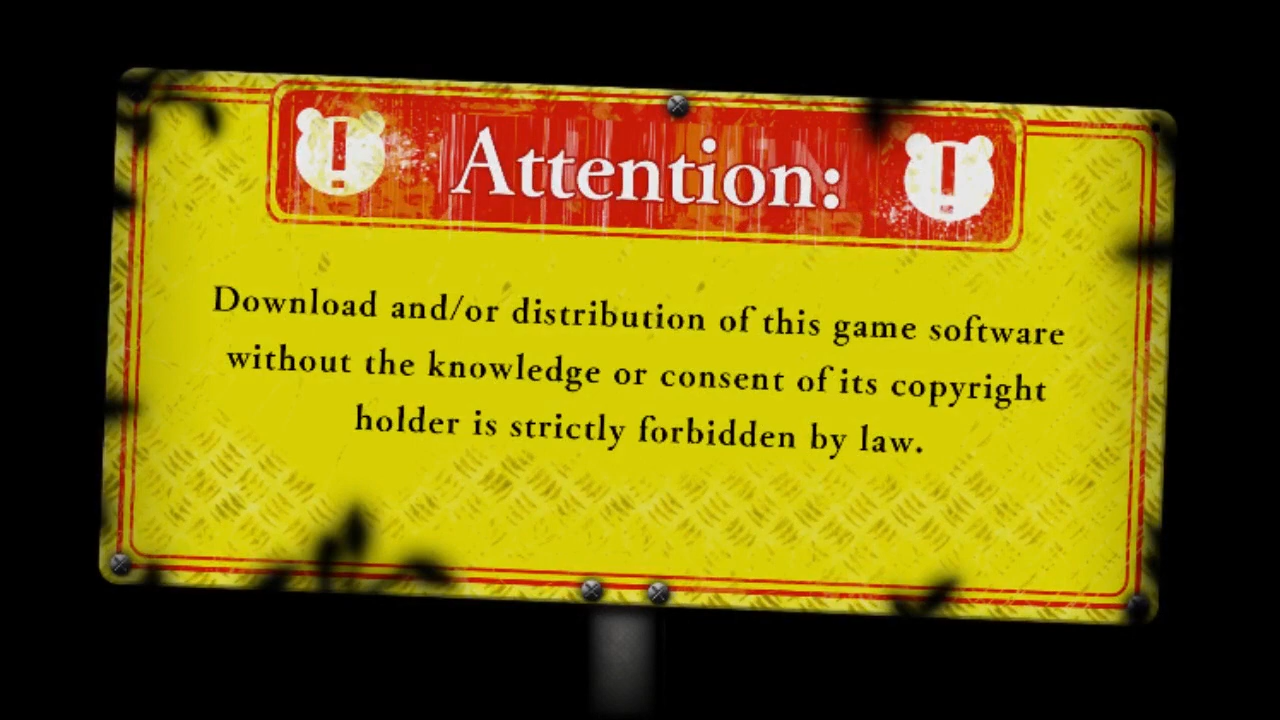 Attention:
Download and/or distribution of this game software
without the knowledge or consent of its copyright
holder is strictly forbidden by law.